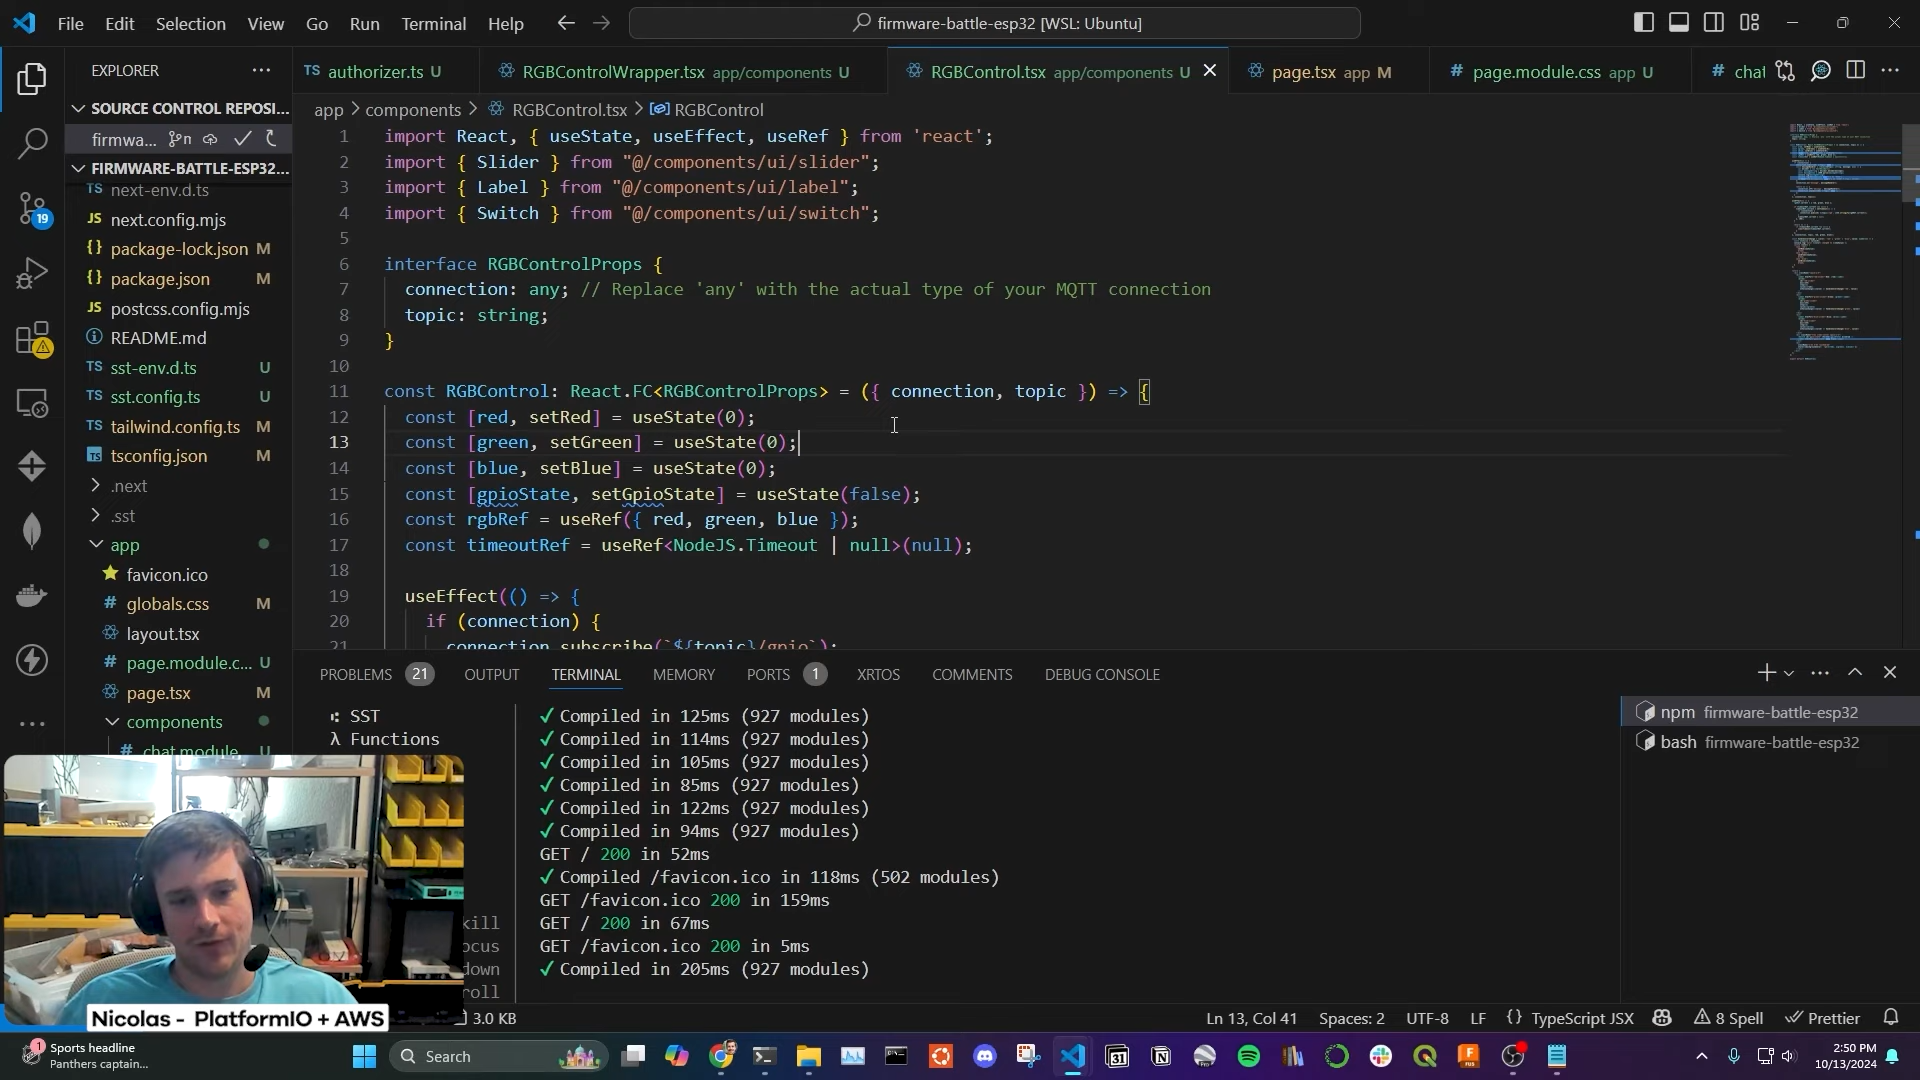 File Edit Selection View Go Run Terminal Help
firmware-battle-esp32 [WSL: Ubuntu]
EXPLORER
authorizer.ts U
RGBControlWrapper.tsx app/components U
RGBControl.tsx app/components U
page.tsx app M
page.module.css app U
chat
SOURCE CONTROL REPOSI...
firmwa...
FIRMWARE-BATTLE-ESP32...
next-env.d.ts
JS next.config.mjs
{} package-lock.json M
{} package.json M
JS postcss.config.mjs
README.md
TS sst-env.d.ts U
TS sst.config.ts U
TS tailwind.config.ts M
tsconfig.json M
.next
.sst
app
favicon.ico
# globals.css M
layout.tsx
# page.module.c... U
page.tsx M
components
# chat.module U
19
app > components > RGBControl.tsx > RGBControl
1 import React, { useState, useEffect, useRef } from 'react';
2 import { Slider } from "@/components/ui/slider";
3 import { Label } from "@/components/ui/label";
4 import { Switch } from "@/components/ui/switch";
5
6 interface RGBControlProps {
7 connection: any; // Replace 'any' with the actual type of your MQTT connection
8 topic: string;
9 }
10
11 const RGBControl: React.FC<RGBControlProps> = ({ connection, topic }) => {
12 const [red, setRed] = useState(0);
13 const [green, setGreen] = useState(0);
14 const [blue, setBlue] = useState(0);
15 const [gpioState, setGpioState] = useState(false);
16 const rgbRef = useRef({ red, green, blue });
17 const timeoutRef = useRef<NodeJS.Timeout | null>(null);
18
19 useEffect(() => {
20 if (connection) {
21 connection.subscribe(`${topic}/gpio`);
PROBLEMS 21 OUTPUT TERMINAL MEMORY PORTS 1 XRTOS COMMENTS DEBUG CONSOLE
SST
λ Functions
✓ Compiled in 125ms (927 modules)
✓ Compiled in 114ms (927 modules)
✓ Compiled in 105ms (927 modules)
✓ Compiled in 85ms (927 modules)
✓ Compiled in 122ms (927 modules)
✓ Compiled in 94ms (927 modules)
GET / 200 in 52ms
✓ Compiled /favicon.ico in 118ms (502 modules)
GET /favicon.ico 200 in 159ms
GET / 200 in 67ms
GET /favicon.ico 200 in 5ms
✓ Compiled in 205ms (927 modules)
kill
ocus
down
roll
npm firmware-battle-esp32
bash firmware-battle-esp32
Nicolas - PlatformIO + AWS
3.0 KB
Ln 13, Col 41 Spaces: 2 UTF-8 LF {} TypeScript JSX 8 Spell Prettier
1 Sports headline
Panthers captain...
Search
31
2:50 PM
10/13/2024